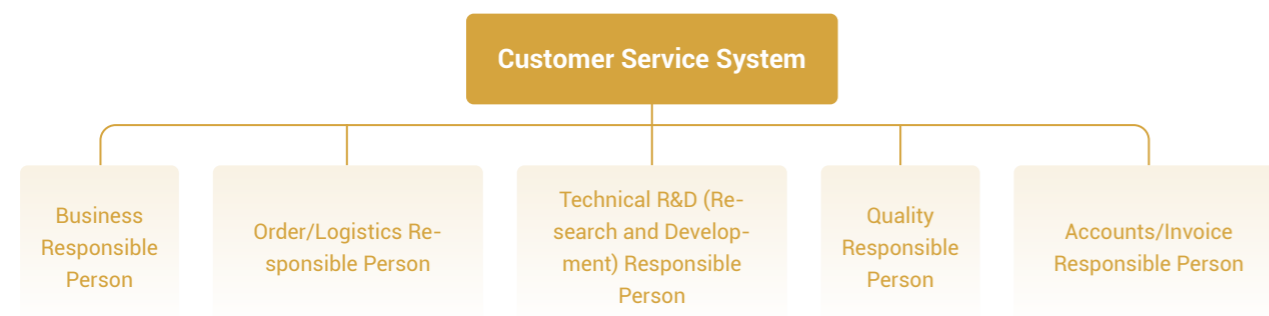 Customer Service System
Business
Responsible
Person
Order/Logistics Re-
sponsible Person
Technical R&D (Re-
search and Develop-
ment) Responsible
Person
Quality
Responsible
Person
Accounts/Invoice
Responsible Person